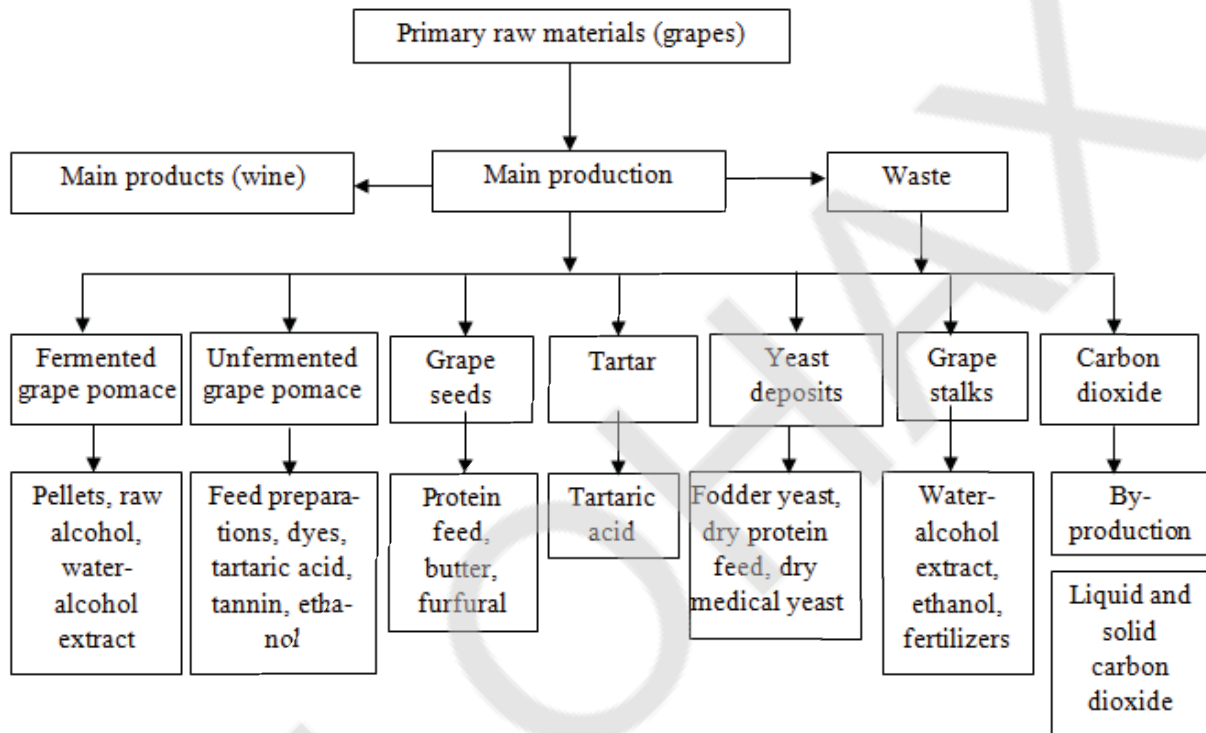 Primary raw materials (grapes)
Main products (wine)
Main production
Waste
Fermented
grape pomace
Unfermented
grape pomace
Grape
seeds
Tartar
Yeast
deposits
Grape
stalks
Carbon
dioxide
Pellets, raw
alcohol,
water-
alcohol
extract
Feed prepara-
tions, dyes,
tartaric acid,
tannin, etha-
nol
Protein
feed,
butter,
furfural
Tartaric
acid
Fodder yeast,
dry protein
feed, dry
medical yeast
Water-
alcohol
extract,
ethanol,
fertilizers
By-
production
Liquid and
solid
carbon
dioxide
OHAX